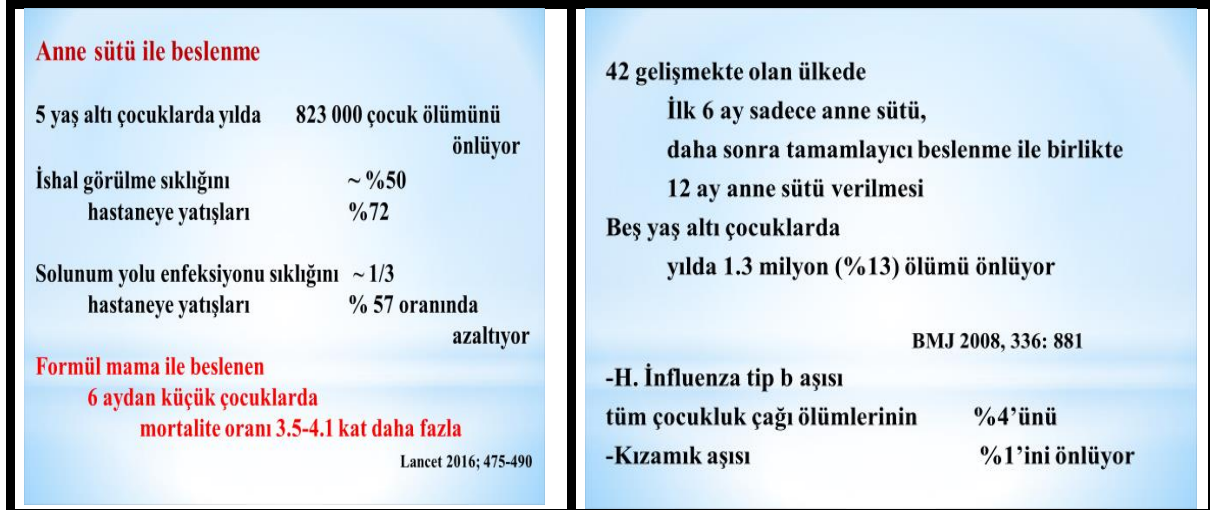 Anne sütü ile beslenme
5 yaş altı çocuklarda yılda 823 000 çocuk ölümünü
önlüyor
İshal görülme sıklığını ~ %50
hastaneye yatışları %72
Solunum yolu enfeksiyonu sıklığını ~ 1/3
hastaneye yatışları % 57 oranında
azaltıyor
Formül mama ile beslenen
6 aydan küçük çocuklarda
mortalite oranı 3.5-4.1 kat daha fazla
Lancet 2016; 475-490
42 gelişmekte olan ülkede
İlk 6 ay sadece anne sütü,
daha sonra tamamlayıcı beslenme ile birlikte
12 ay anne sütü verilmesi
Beş yaş altı çocuklarda
yılda 1.3 milyon (%13) ölümü önlüyor
BMJ 2008, 336: 881
-H. İnfluenza tip b aşısı
tüm çocukluk çağı ölümlerinin %4’ünü
-Kızamık aşısı %1’ini önlüyor